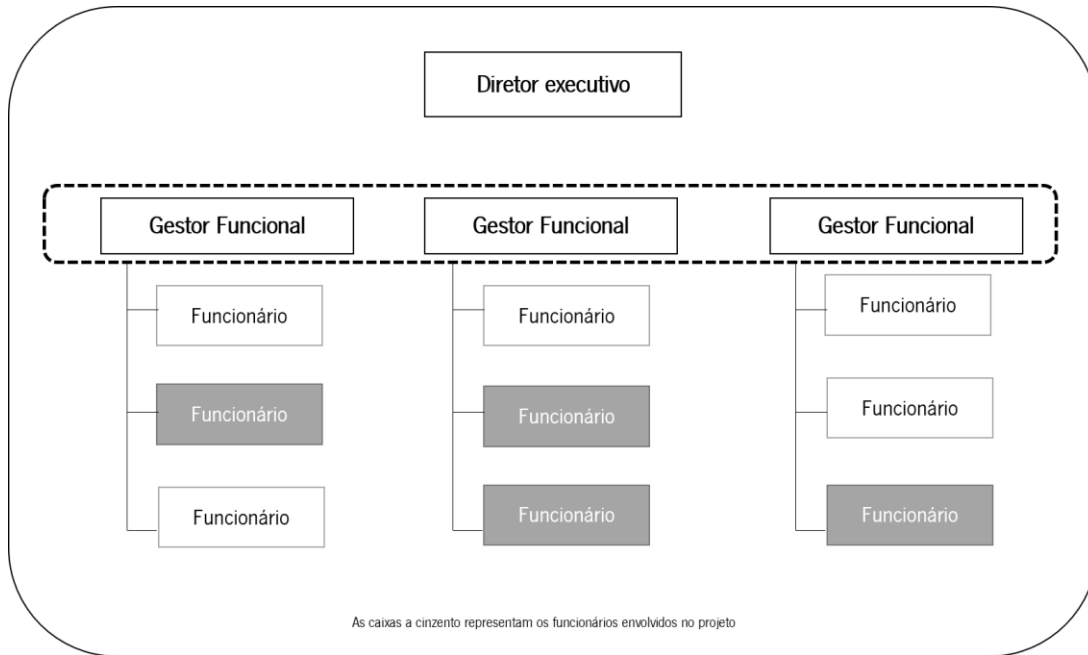 Diretor executivo
Gestor Funcional
Gestor Funcional
Gestor Funcional
Funcionário
Funcionário
Funcionário
Funcionário
Funcionário
Funcionário
Funcionário
Funcionário
Funcionário
As caixas a cinzento representam os funcionários envolvidos no projeto